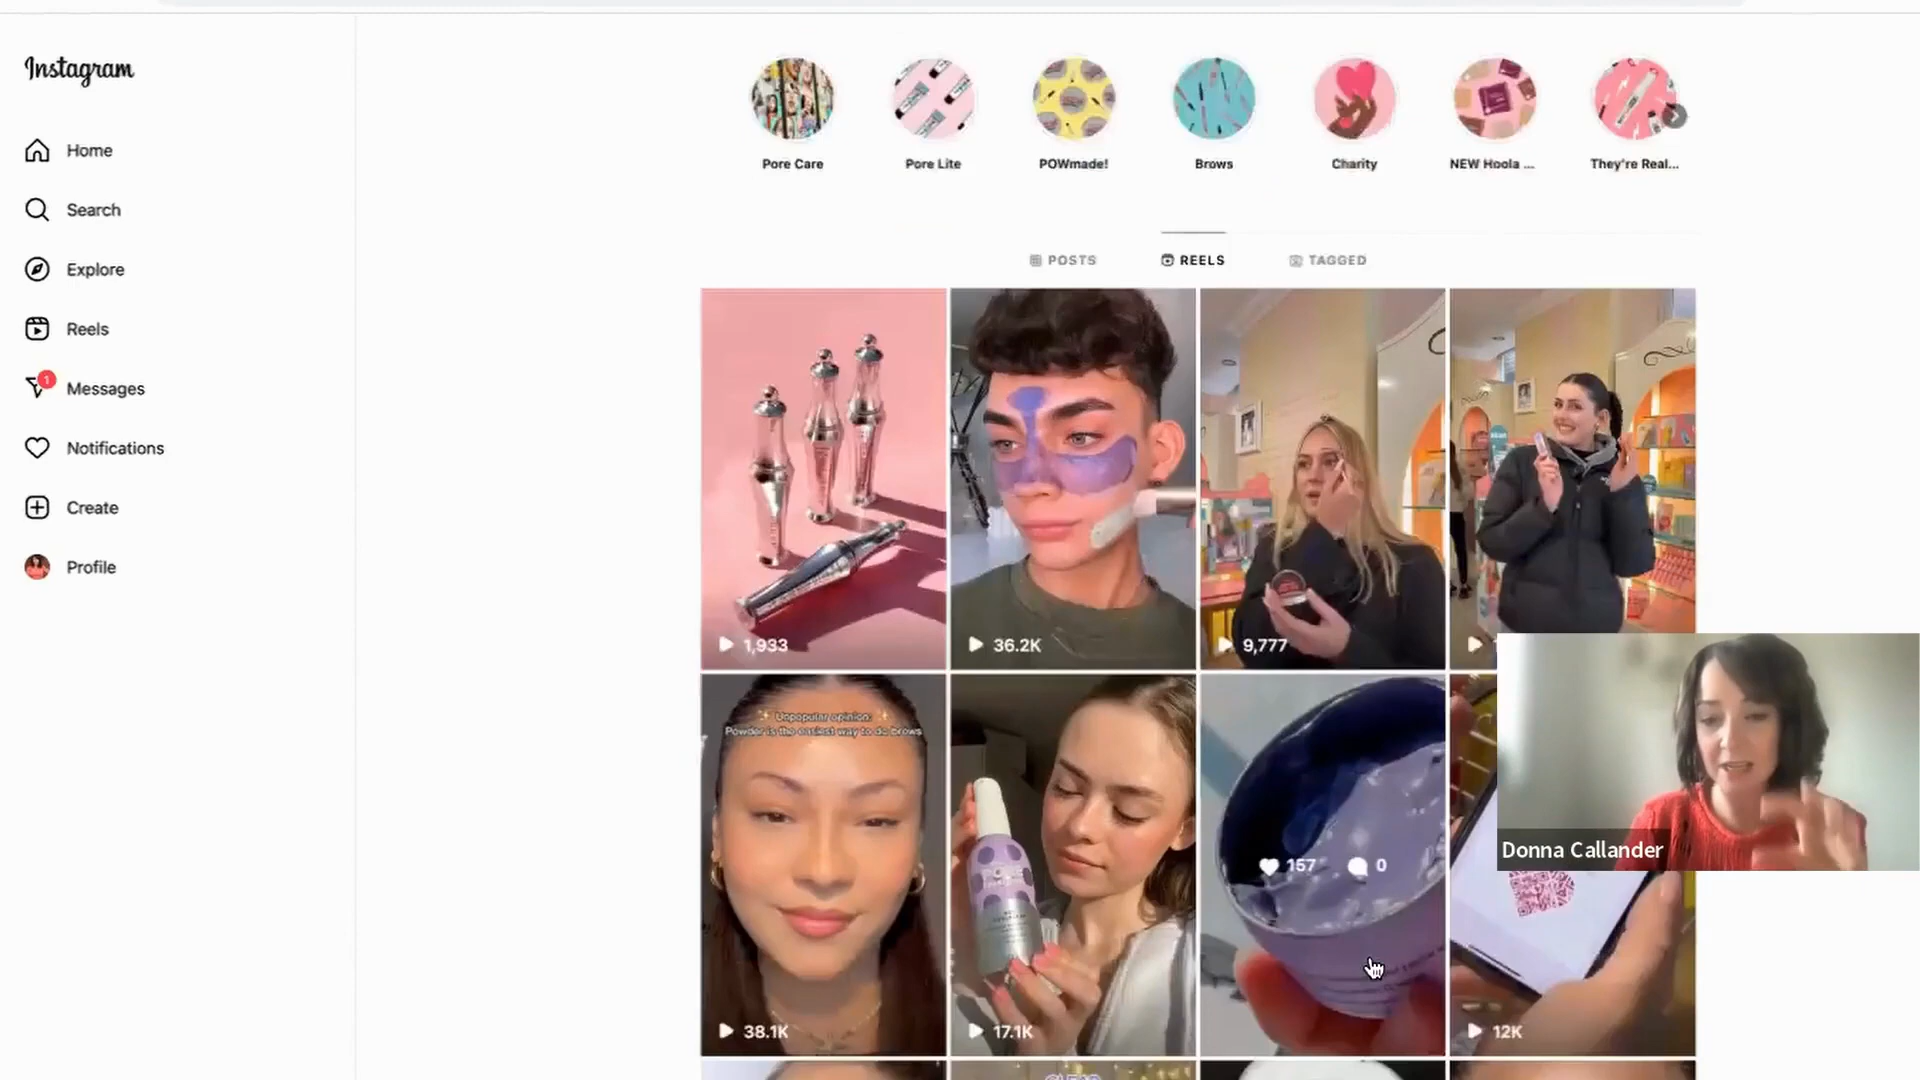 Instagram
Home
Search
Explore
Reels
1
Messages
Notifications
Create
Profile
Pore Care
Pore Lite
POWmade!
Brows
Charity
NEW Hoola ...
They're Real...
POSTS
REELS
TAGGED
1,933
36.2K
9,777
Unpopular opinion:
Powder is the easiest way to do brows
157
0
Donna Callander
38.1K
17.1K
12K
CLEAR